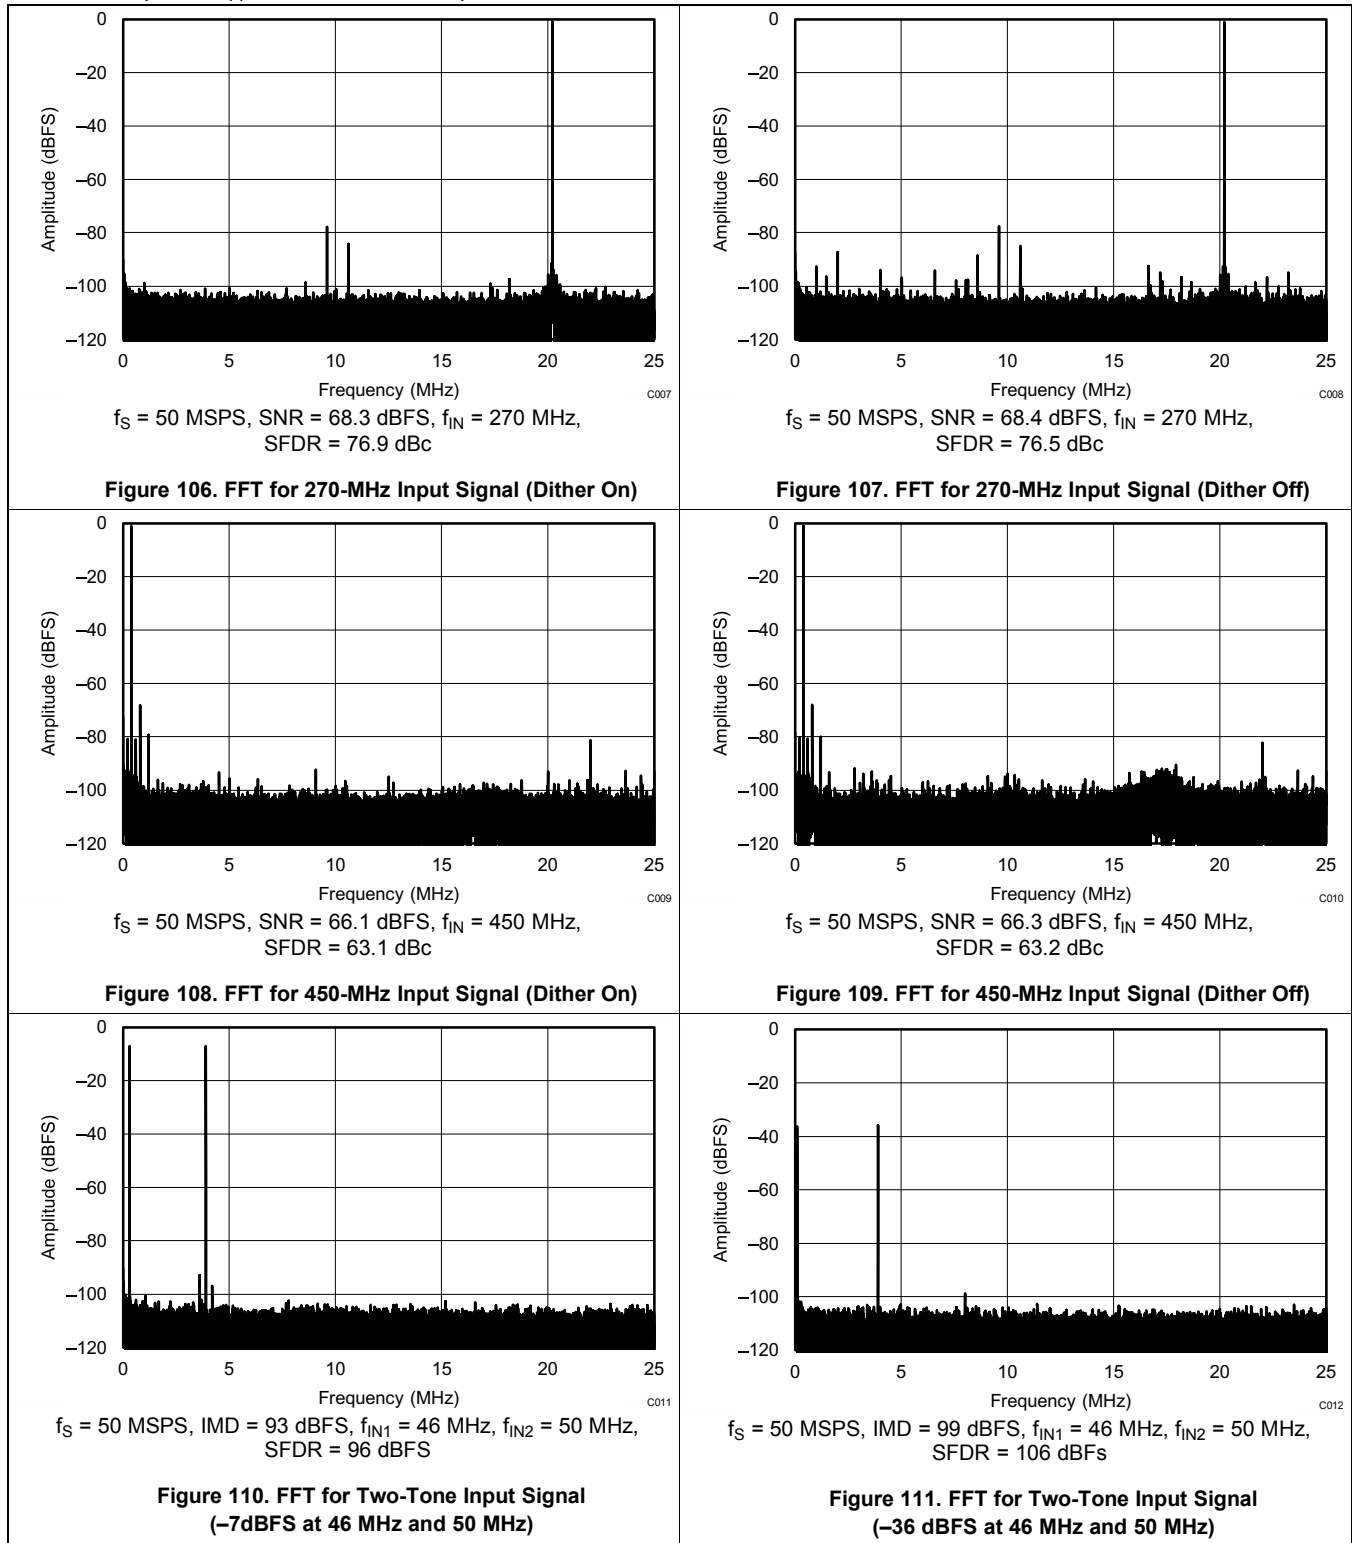 0
0
–20
–20
–40
–40
–60
–60
–80
–80
–100
–100
–120
–120
Amplitude (dBFS)
Amplitude (dBFS)
0 5 10 15 20 25
0 5 10 15 20 25
Frequency (MHz)
Frequency (MHz)
C007
C008
fS = 50 MSPS, SNR = 68.3 dBFS, fIN = 270 MHz,
SFDR = 76.9 dBc
fS = 50 MSPS, SNR = 68.4 dBFS, fIN = 270 MHz,
SFDR = 76.5 dBc
Figure 106. FFT for 270-MHz Input Signal (Dither On)
Figure 107. FFT for 270-MHz Input Signal (Dither Off)
0
0
–20
–20
–40
–40
–60
–60
–80
–80
–100
–100
–120
–120
Amplitude (dBFS)
Amplitude (dBFS)
0 5 10 15 20 25
0 5 10 15 20 25
Frequency (MHz)
Frequency (MHz)
C009
C010
fS = 50 MSPS, SNR = 66.1 dBFS, fIN = 450 MHz,
SFDR = 63.1 dBc
fS = 50 MSPS, SNR = 66.3 dBFS, fIN = 450 MHz,
SFDR = 63.2 dBc
Figure 108. FFT for 450-MHz Input Signal (Dither On)
Figure 109. FFT for 450-MHz Input Signal (Dither Off)
0
0
–20
–20
–40
–40
–60
–60
–80
–80
–100
–100
–120
–120
Amplitude (dBFS)
Amplitude (dBFS)
0 5 10 15 20 25
0 5 10 15 20 25
Frequency (MHz)
Frequency (MHz)
C011
C012
fS = 50 MSPS, IMD = 93 dBFS, fIN1 = 46 MHz, fIN2 = 50 MHz,
SFDR = 96 dBFS
fS = 50 MSPS, IMD = 99 dBFS, fIN1 = 46 MHz, fIN2 = 50 MHz,
SFDR = 106 dBFs
Figure 110. FFT for Two-Tone Input Signal
(–7dBFS at 46 MHz and 50 MHz)
Figure 111. FFT for Two-Tone Input Signal
(–36 dBFS at 46 MHz and 50 MHz)